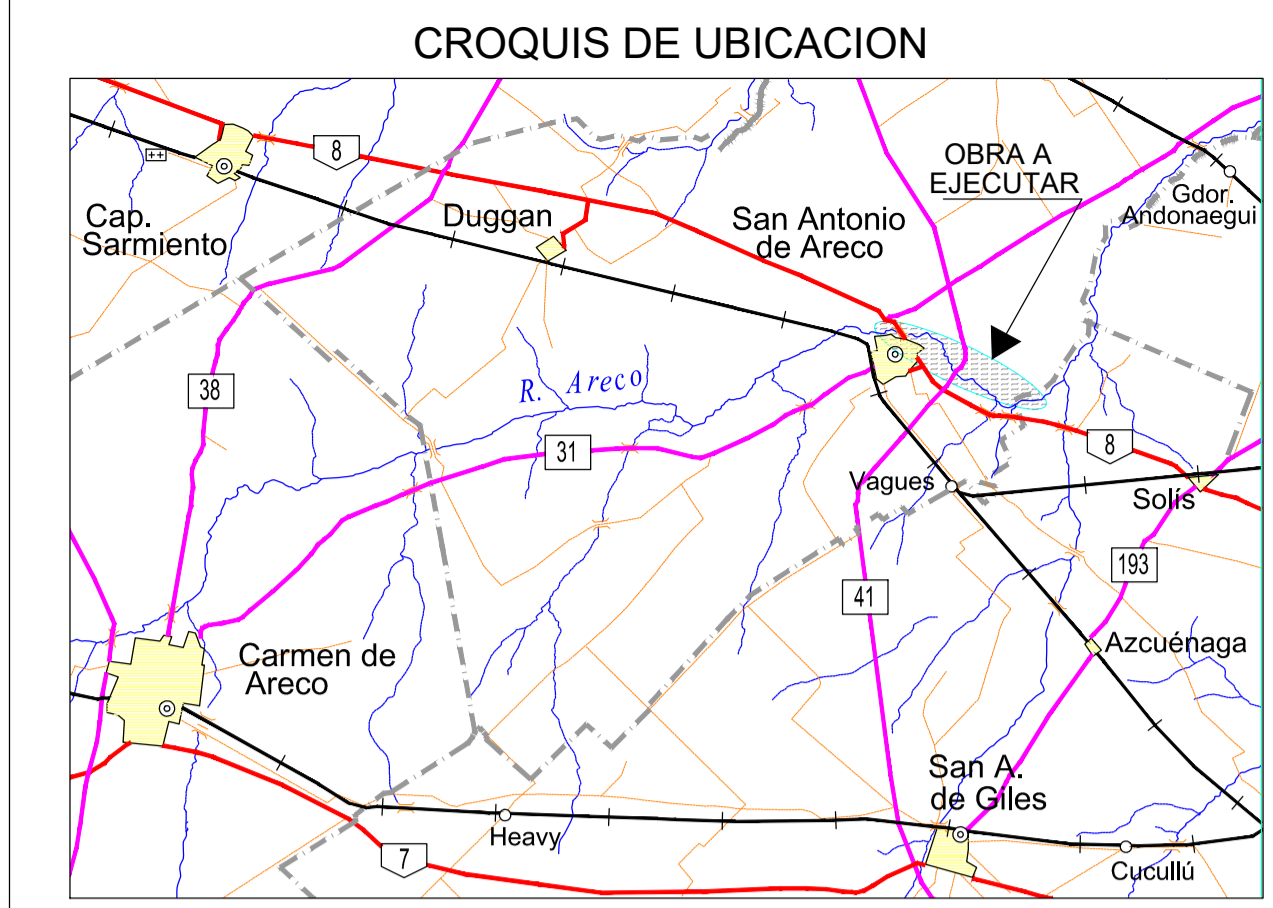 CROQUIS DE UBICACION
8
OBRA A
EJECUTAR
Gdor.
Andonaegui
Cap.
Sarmiento
Duggan
San Antonio
de Areco
38
R. Areco
31
8
Vagues
Solís
193
41
Azcuénaga
Carmen de
Areco
San A.
de Giles
Heavy
7
Cucullú